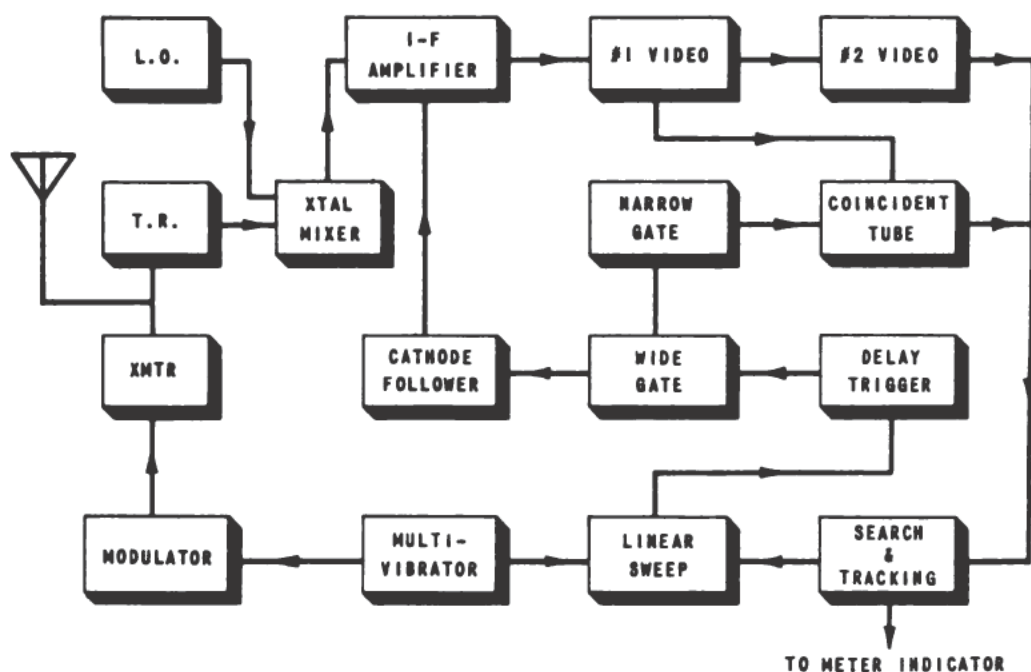 L.O.
I-F
AMPLIFIER
#1 VIDEO
#2 VIDEO
T.R.
XTAL
MIXER
NARROW
GATE
COINCIDENT
TUBE
XMTR
CATHODE
FOLLOWER
WIDE
GATE
DELAY
TRIGGER
MODULATOR
MULTI-
VIBRATOR
LINEAR
SWEEP
SEARCH
&
TRACKING
TO METER INDICATOR